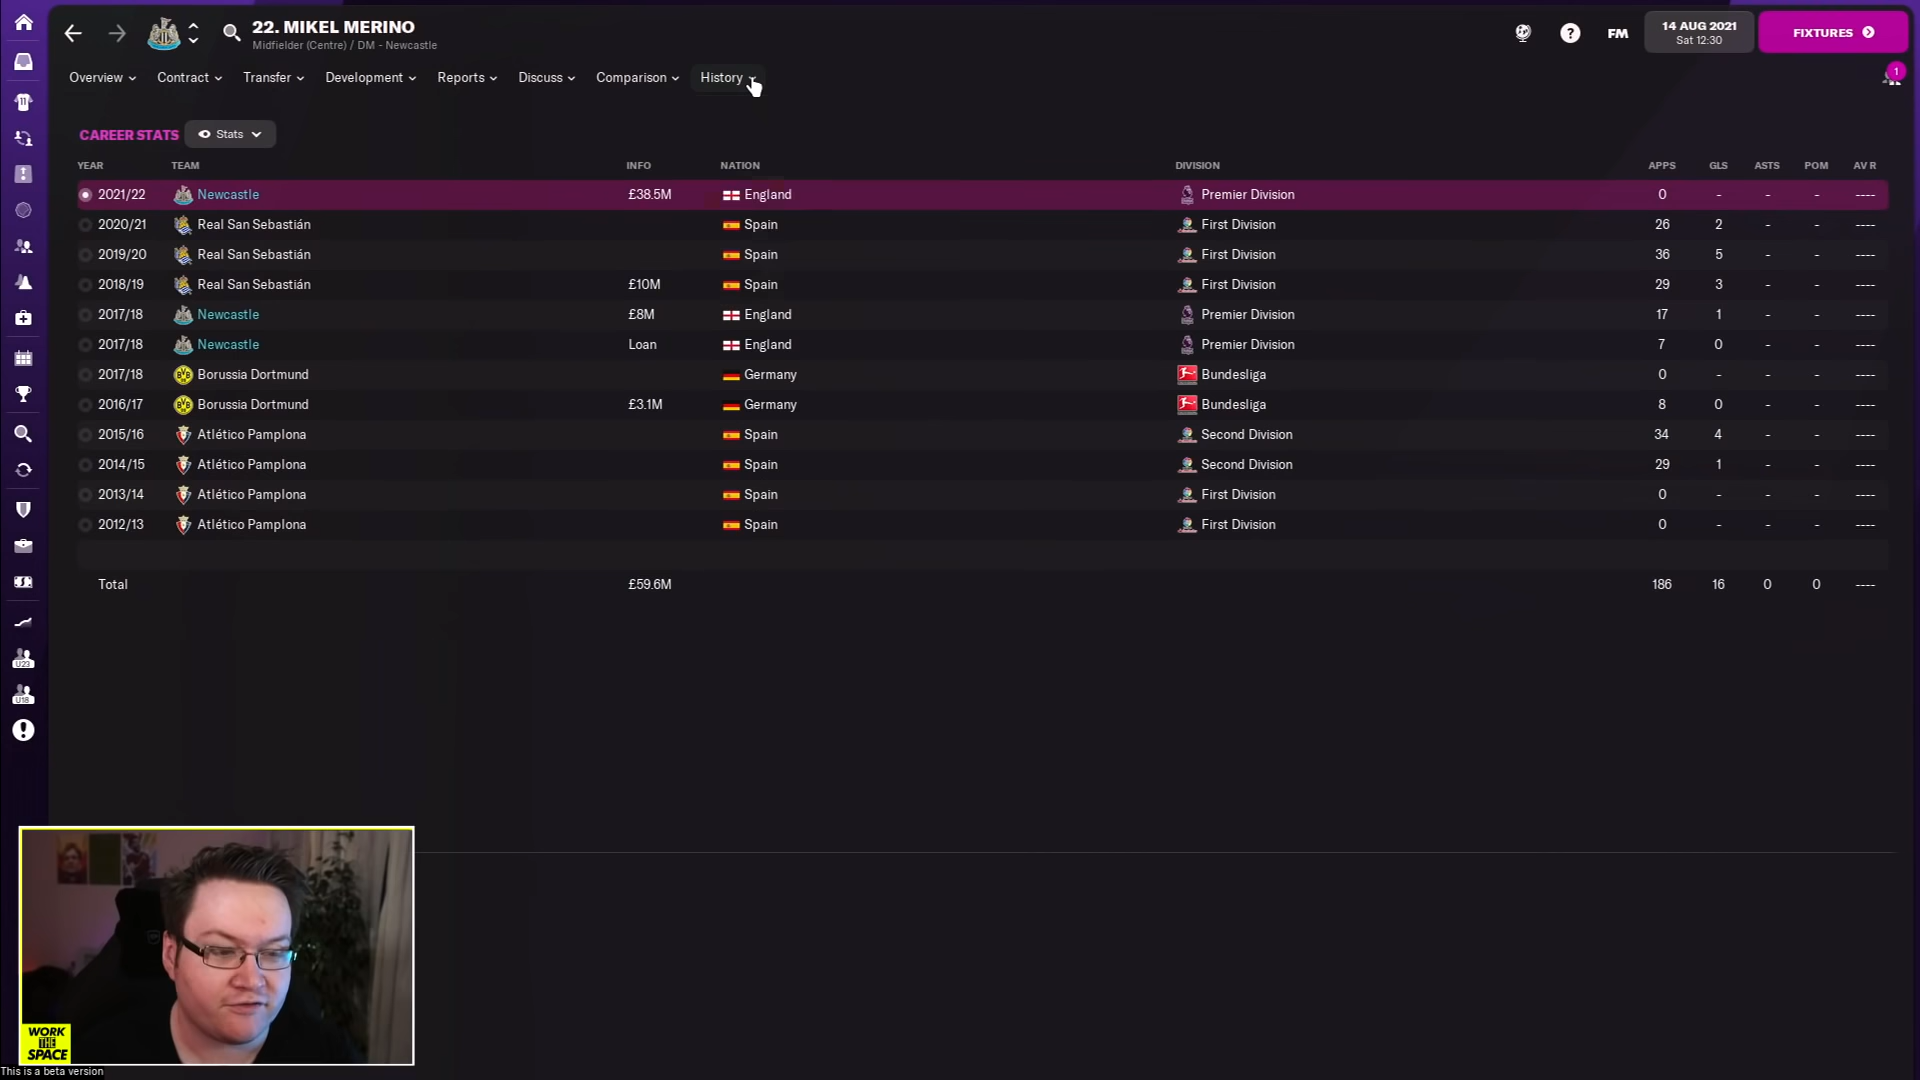 22. MIKEL MERINO
Midfielder (Centre) / DM - Newcastle
FM
14 AUG 2021
Sat 12:30
FIXTURES
Overview Contract Transfer Development Reports Discuss Comparison History
1
CAREER STATS Stats
YEAR TEAM INFO NATION DIVISION APPS GLS ASTS POM AV R
2021/22 Newcastle £38.5M England Premier Division 0 - - - ----
2020/21 Real San Sebastián Spain First Division 26 2 - - ----
2019/20 Real San Sebastián Spain First Division 36 5 - - ----
2018/19 Real San Sebastián £10M Spain First Division 29 3 - - ----
2017/18 Newcastle £8M England Premier Division 17 1 - - ----
2017/18 Newcastle Loan England Premier Division 7 0 - - ----
2017/18 Borussia Dortmund Germany Bundesliga 0 - - - ----
2016/17 Borussia Dortmund £3.1M Germany Bundesliga 8 0 - - ----
2015/16 Atlético Pamplona Spain Second Division 34 4 - - ----
2014/15 Atlético Pamplona Spain Second Division 29 1 - - ----
2013/14 Atlético Pamplona Spain First Division 0 - - - ----
2012/13 Atlético Pamplona Spain First Division 0 - - - ----
Total £59.6M 186 16 0 0 ----
U23
U18
WORK
THE
SPACE
This is a beta version